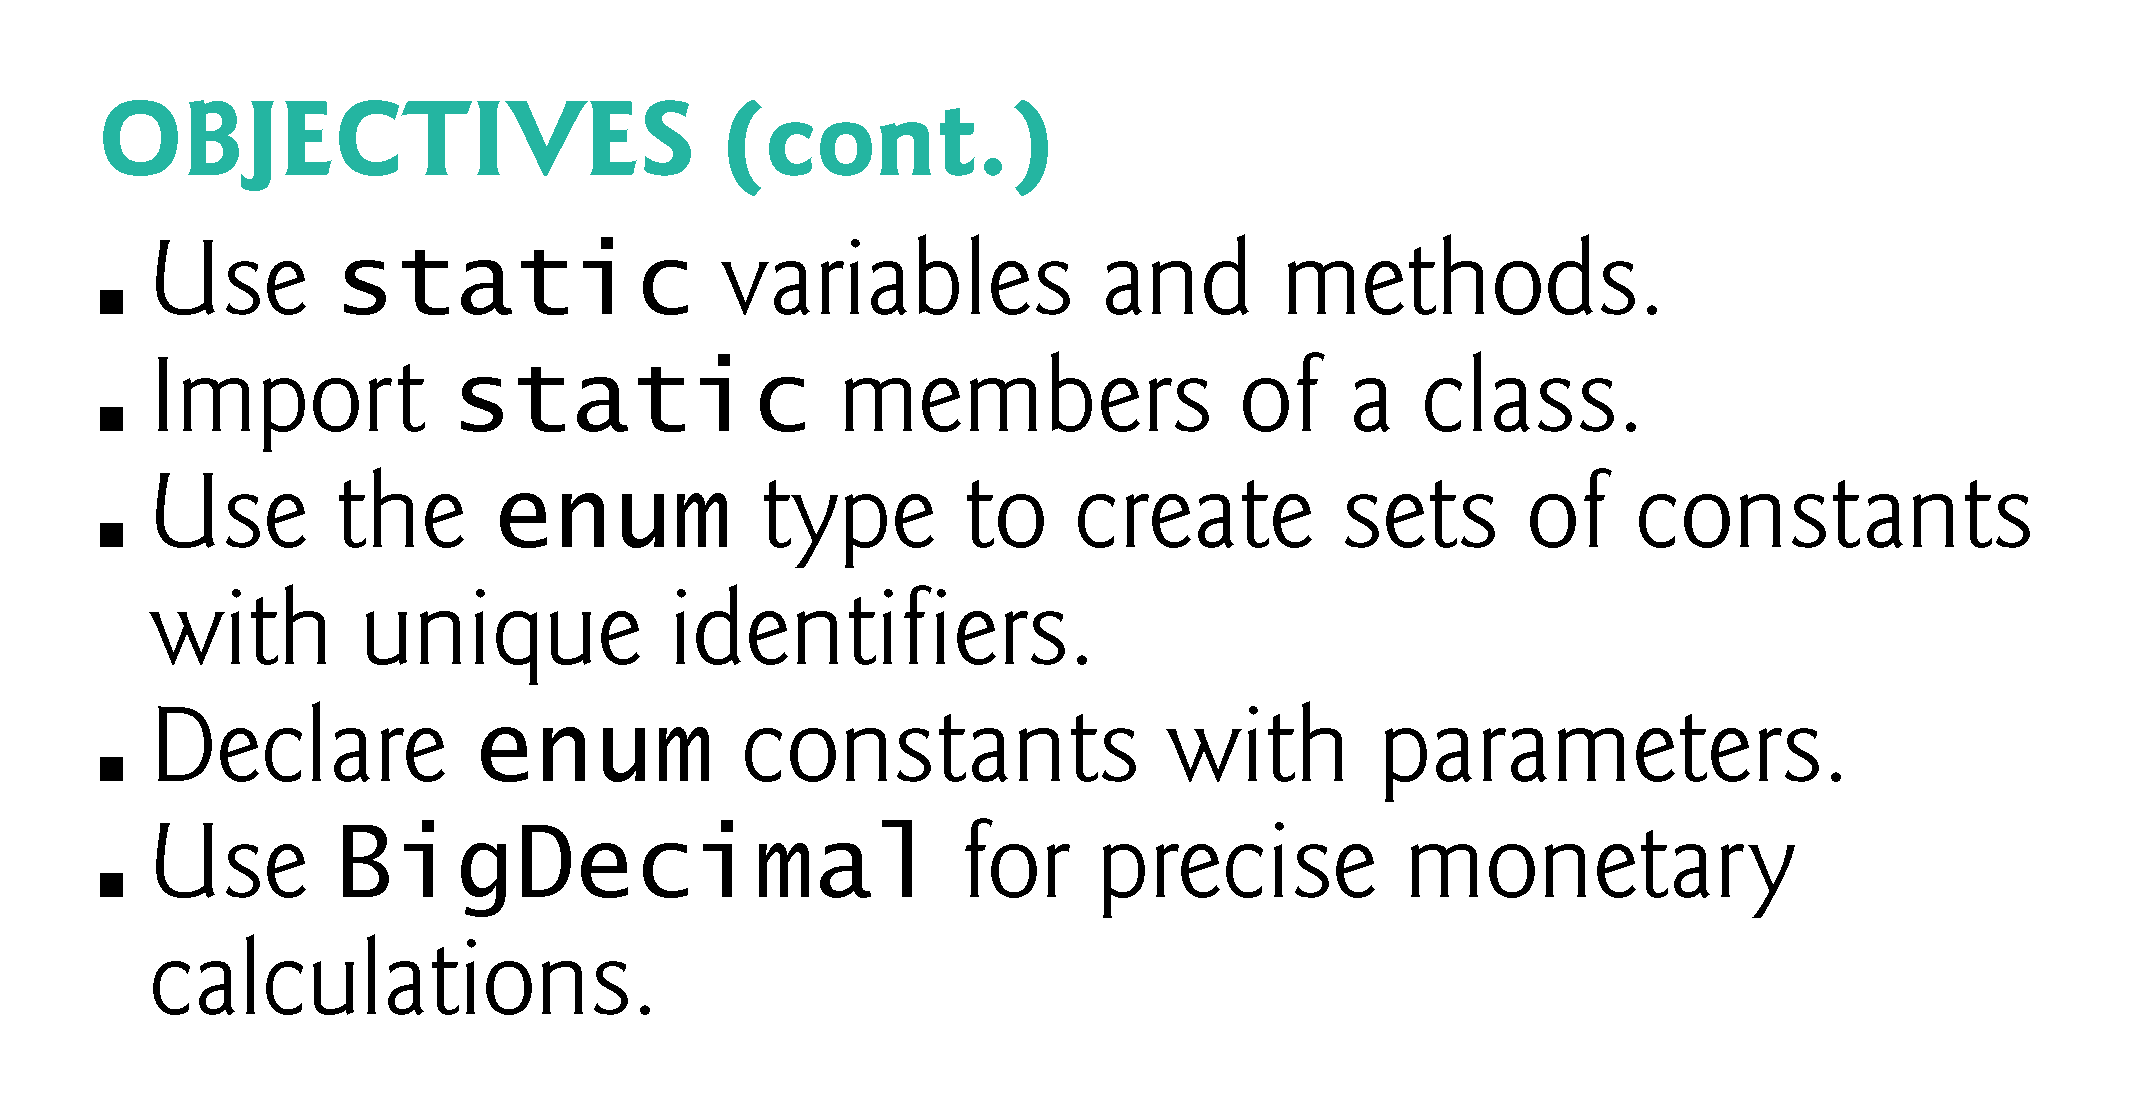 OBJECTIVES (cont.)
▪ Use static variables and methods.
▪ Import static members of a class.
▪ Use the enum type to create sets of constants
with unique identifiers.
▪ Declare enum constants with parameters.
▪ Use BigDecimal for precise monetary
calculations.